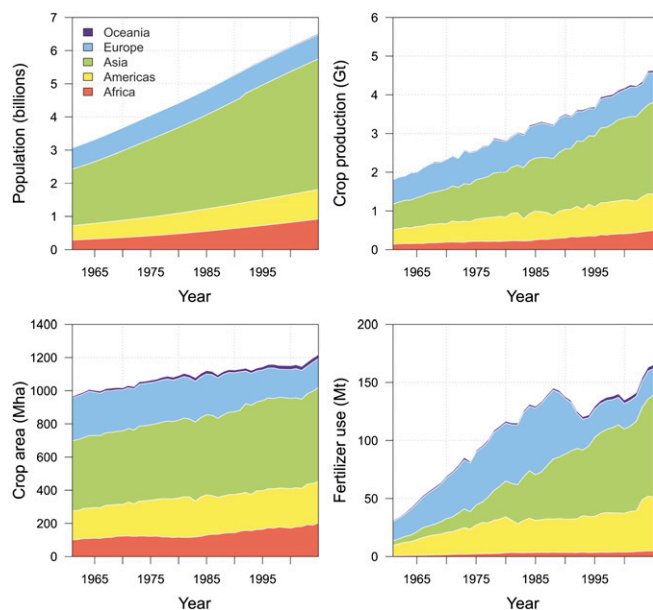 Population (billions)
7
6
5
4
3
2
1
0
Oceania
Europe
Asia
Americas
Africa
1965 1975 1985 1995
Year
Crop production (Gt)
6
5
4
3
2
1
0
1965 1975 1985 1995
Year
Crop area (Mha)
1400
1200
1000
800
600
400
200
0
1965 1975 1985 1995
Year
Fertilizer use (Mt)
200
150
100
50
0
1965 1975 1985 1995
Year